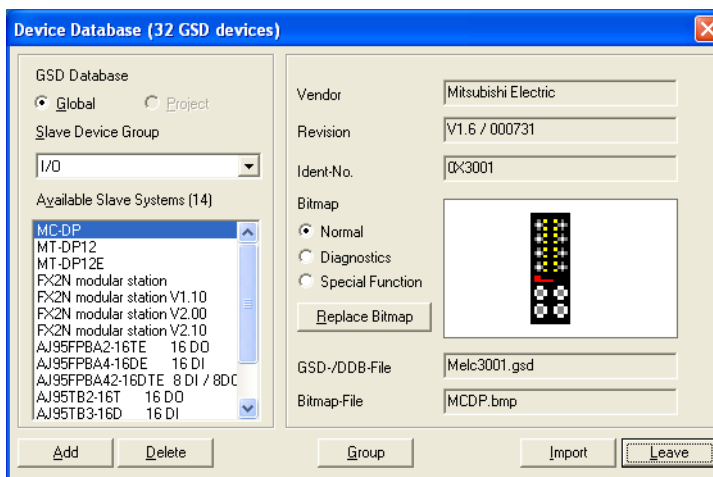 Device Database (32 GSD devices)
GSD Database
Global
Project
Slave Device Group
I/O
Available Slave Systems (14)
MC-DP
MT-DP12
MT-DP12E
FX2N modular station
FX2N modular station V1.10
FX2N modular station V2.00
FX2N modular station V2.10
AJ95FPBA2-16TE 16 DO
AJ95FPBA4-16DE 16 DI
AJ95FPBA42-16DTE 8 DI / 8DO
AJ95TB2-16T 16 DO
AJ95TB3-16D 16 DI
Vendor Mitsubishi Electric
Revision V1.6 / 000731
Ident-No. 0X3001
Bitmap
Normal
Diagnostics
Special Function
Replace Bitmap
GSD-/DDB-File Melc3001.gsd
Bitmap-File MCDP.bmp
Add Delete Group Import Leave